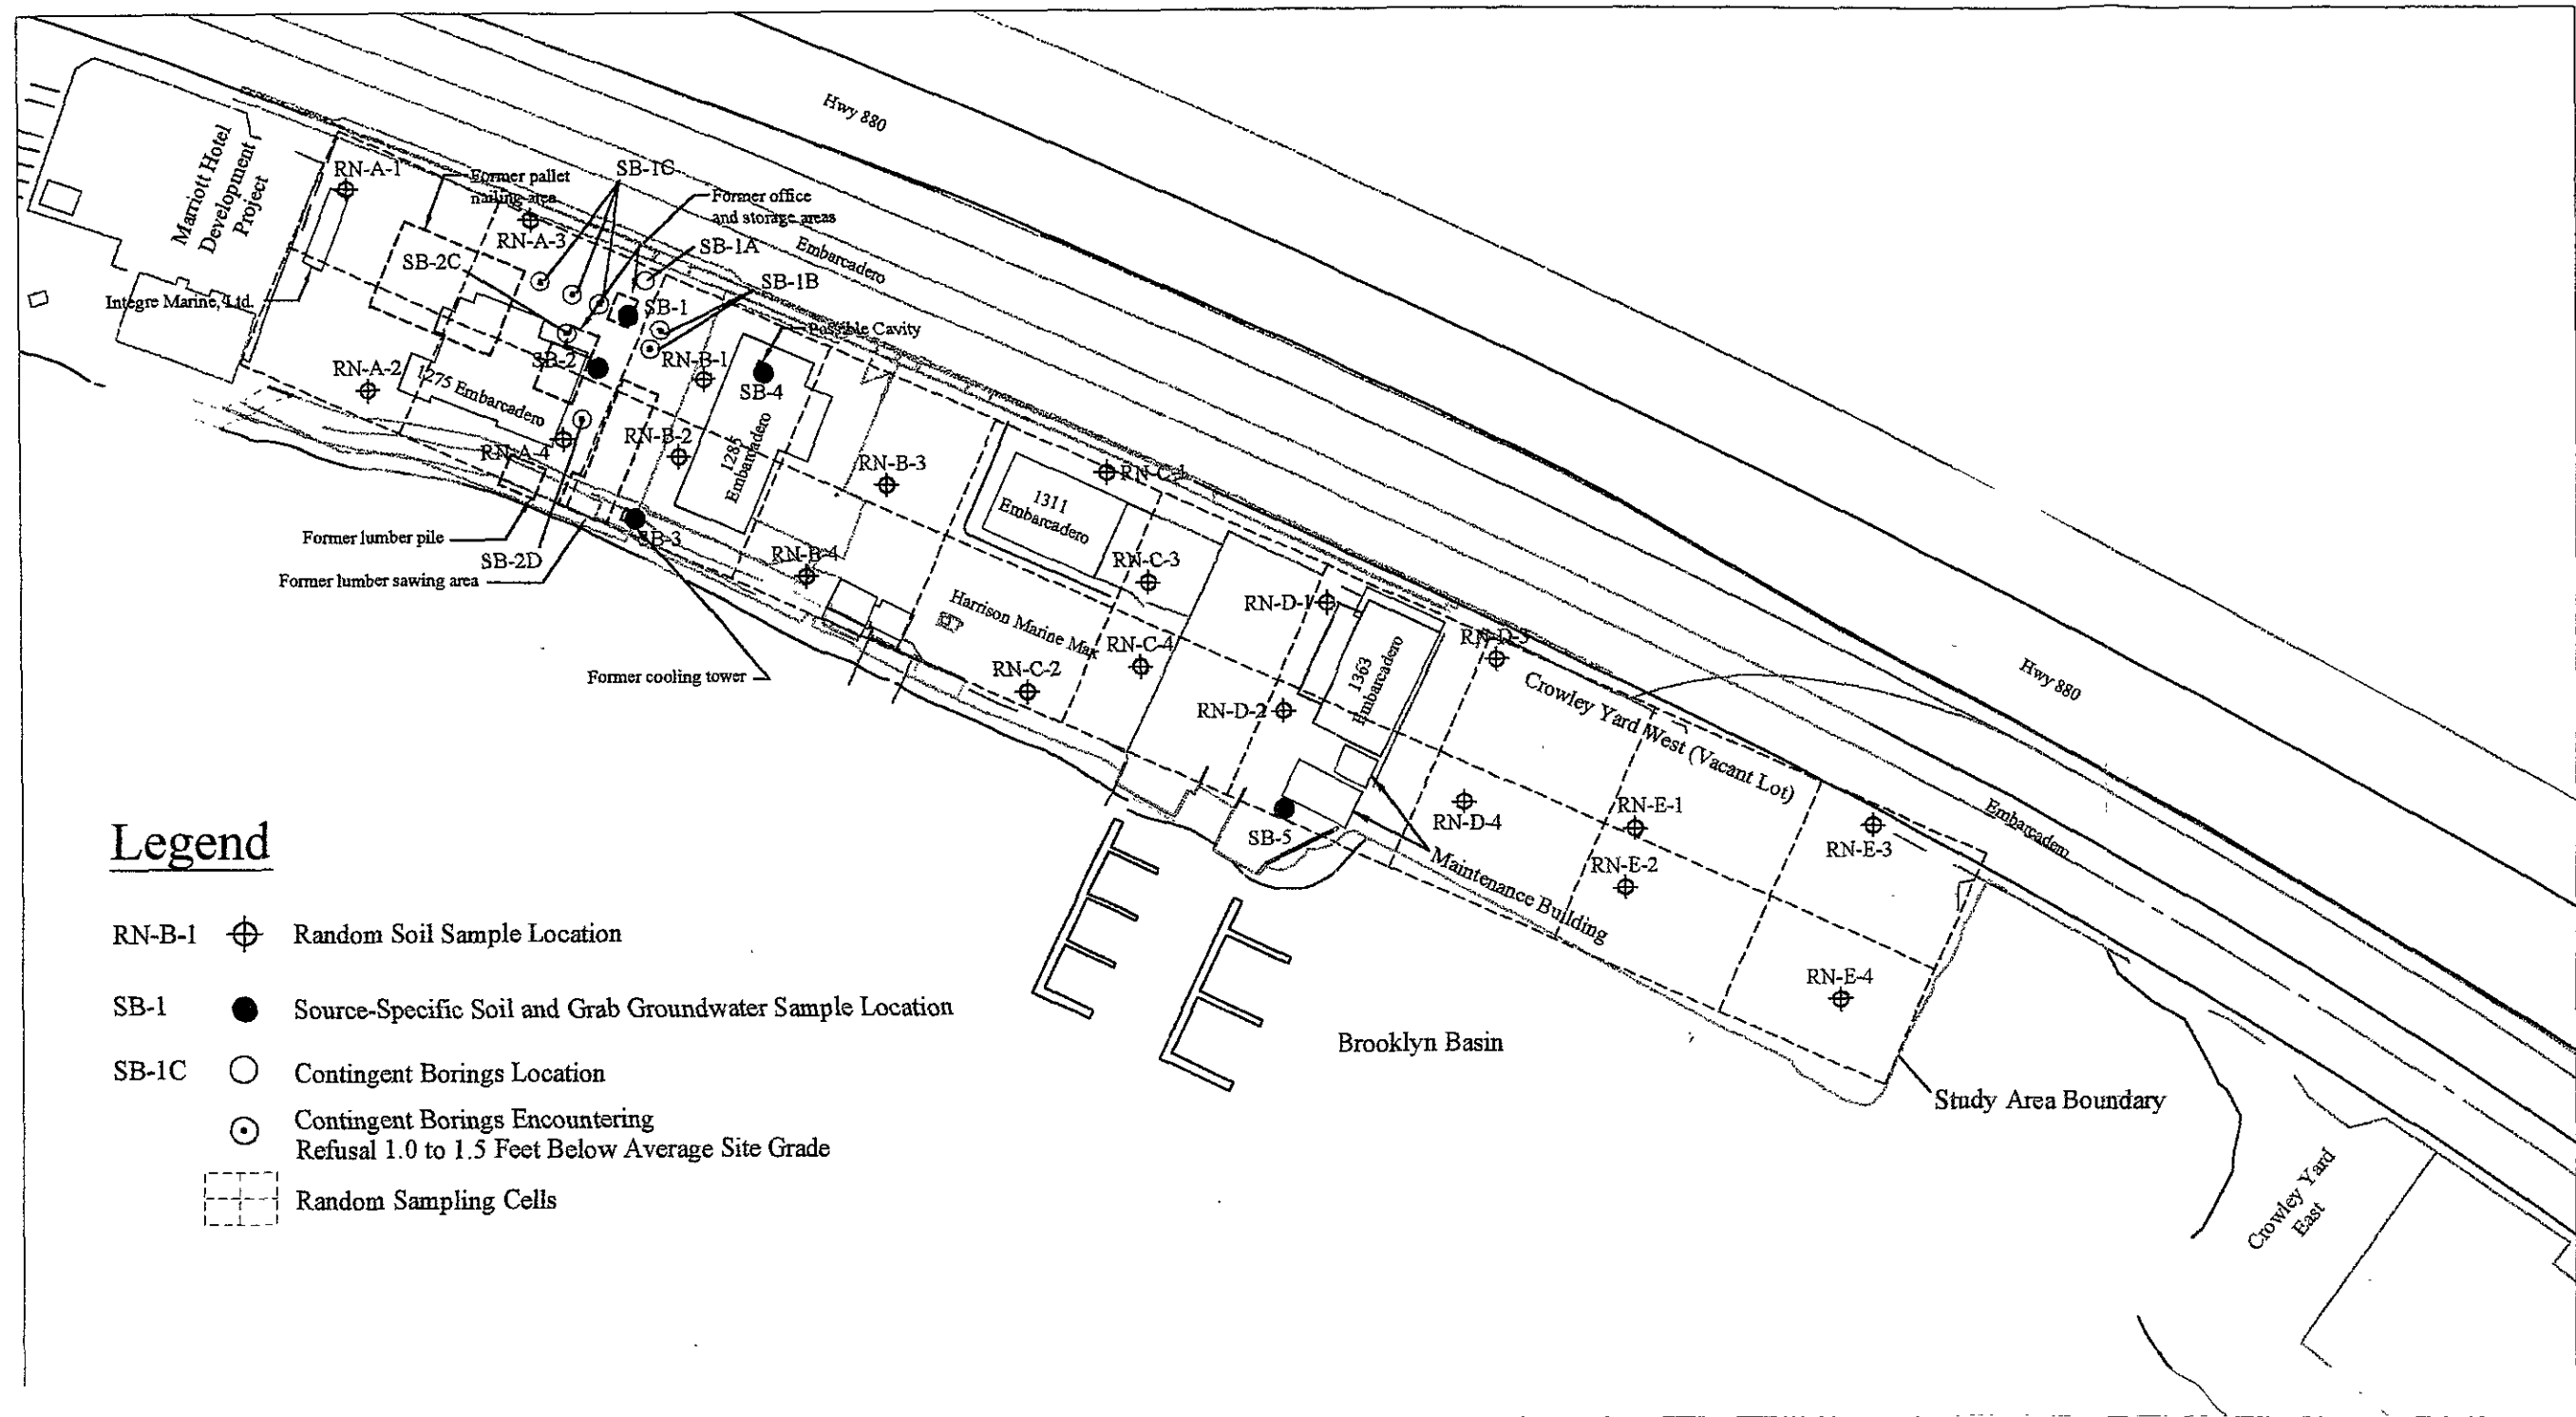 Hwy 880
Marriott Hotel
Development
Project
RN-A-1
Former pallet
nailing area
SB-1C
Former office
and storage areas
RN-A-3
SB-1A
Embarcadero
SB-2C
SB-1B
Integre Marine, Ltd.
SB-1
Possible Cavity
SB-2
RN-B-1
RN-A-2
1275 Embarcadero
SB-4
RN-B-2
1285
Embarcadero
RN-A-4
RN-B-3
RN-C-1
1311
Embarcadero
Former lumber pile
SB-3
SB-2D
RN-B-4
RN-C-3
Former lumber sawing area
Harrison Marine Max
RN-D-1
RN-C-4
RN-D-3
1363
Embarcadero
RN-C-2
Former cooling tower
Hwy 880
RN-D-2
Crowley Yard West (Vacant Lot)
RN-E-1
RN-D-4
SB-5
Embarcadero
RN-E-3
RN-E-2
Maintenance Building
RN-E-4
Brooklyn Basin
Study Area Boundary
Crowley Yard
East
Legend
RN-B-1 Random Soil Sample Location
SB-1 Source-Specific Soil and Grab Groundwater Sample Location
SB-1C Contingent Borings Location
Contingent Borings Encountering
Refusal 1.0 to 1.5 Feet Below Average Site Grade
Random Sampling Cells